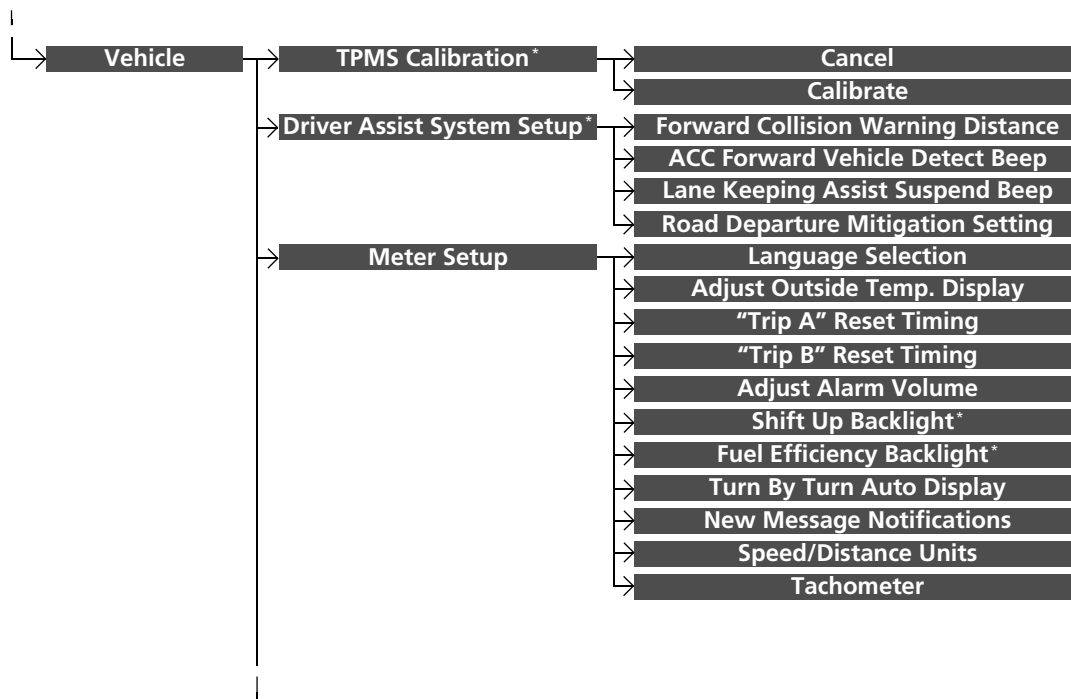 Vehicle
TPMS Calibration*
Cancel
Calibrate
Driver Assist System Setup*
Forward Collision Warning Distance
ACC Forward Vehicle Detect Beep
Lane Keeping Assist Suspend Beep
Road Departure Mitigation Setting
Meter Setup
Language Selection
Adjust Outside Temp. Display
“Trip A” Reset Timing
“Trip B” Reset Timing
Adjust Alarm Volume
Shift Up Backlight*
Fuel Efficiency Backlight*
Turn By Turn Auto Display
New Message Notifications
Speed/Distance Units
Tachometer